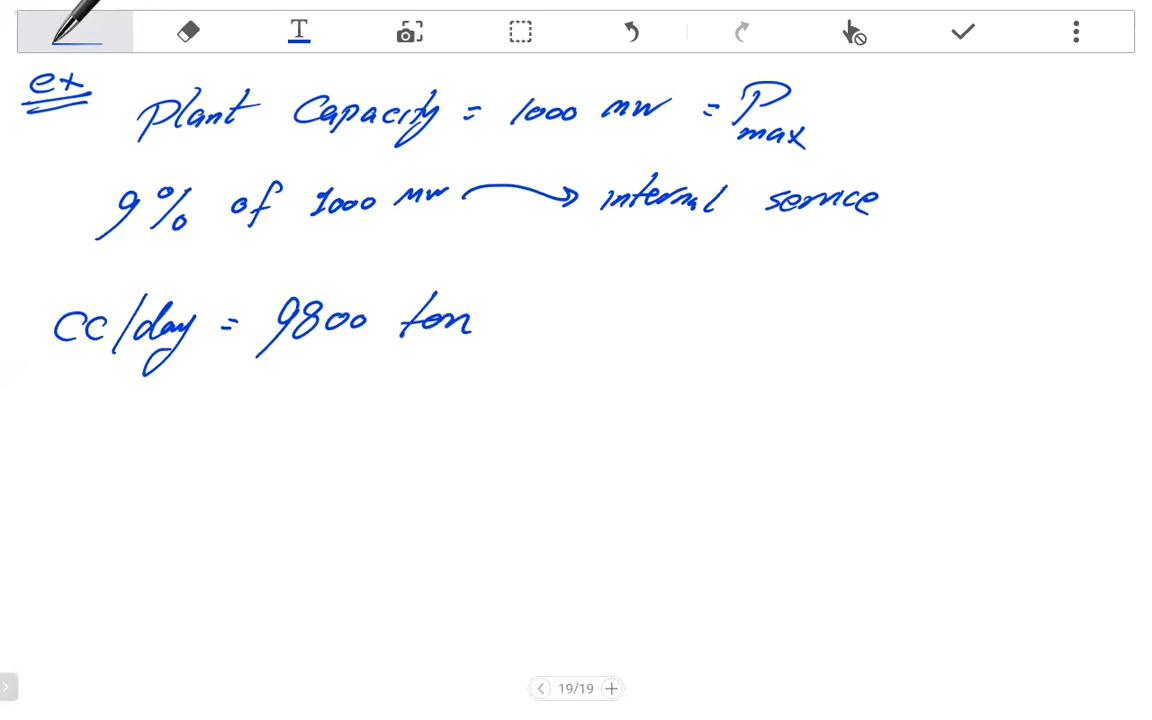 T
ex
Plant Capacity = 1000 MW = Pmax
9% of 1000 MW → internal service
CC/day = 9800 ton
19/19